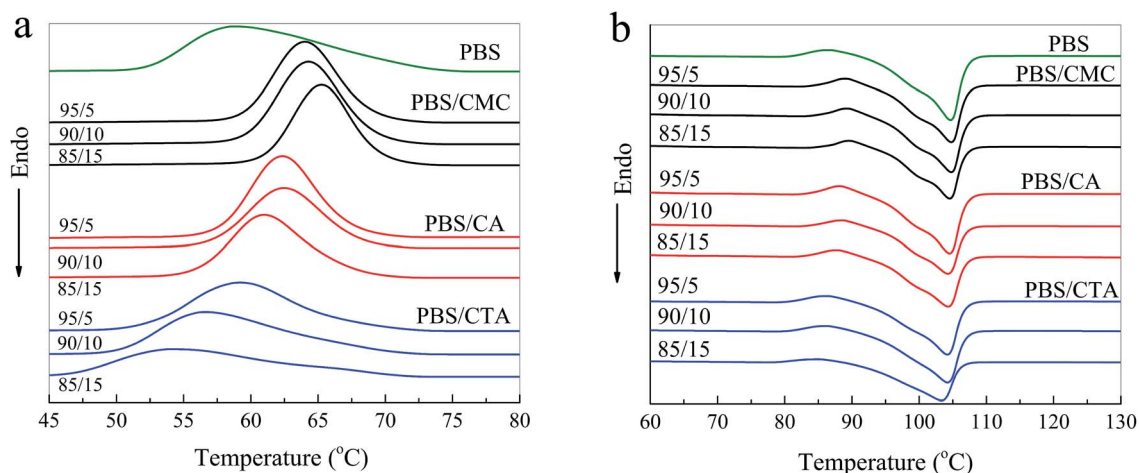 a
PBS
PBS/CMC
95/5
90/10
85/15
PBS/CA
95/5
90/10
85/15
PBS/CTA
95/5
90/10
85/15
Endo
45 50 55 60 65 70 75 80
Temperature (°C)
b
PBS
PBS/CMC
95/5
90/10
85/15
PBS/CA
95/5
90/10
85/15
PBS/CTA
95/5
90/10
85/15
Endo
60 70 80 90 100 110 120 130
Temperature (°C)